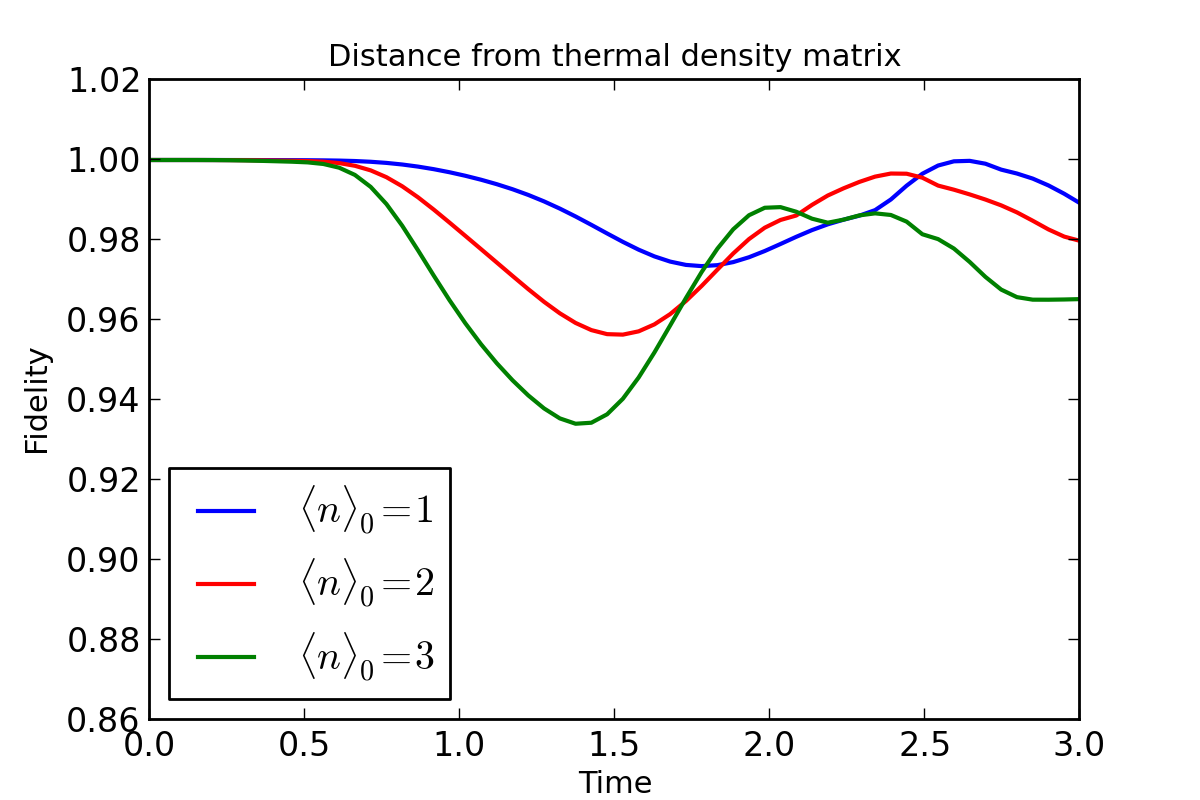 Distance from thermal density matrix
1.02
1.00
0.98
0.96
0.94
0.92
0.90
0.88
0.86
Fidelity
⟨n⟩₀=1
⟨n⟩₀=2
⟨n⟩₀=3
0.0 0.5 1.0 1.5 2.0 2.5 3.0
Time